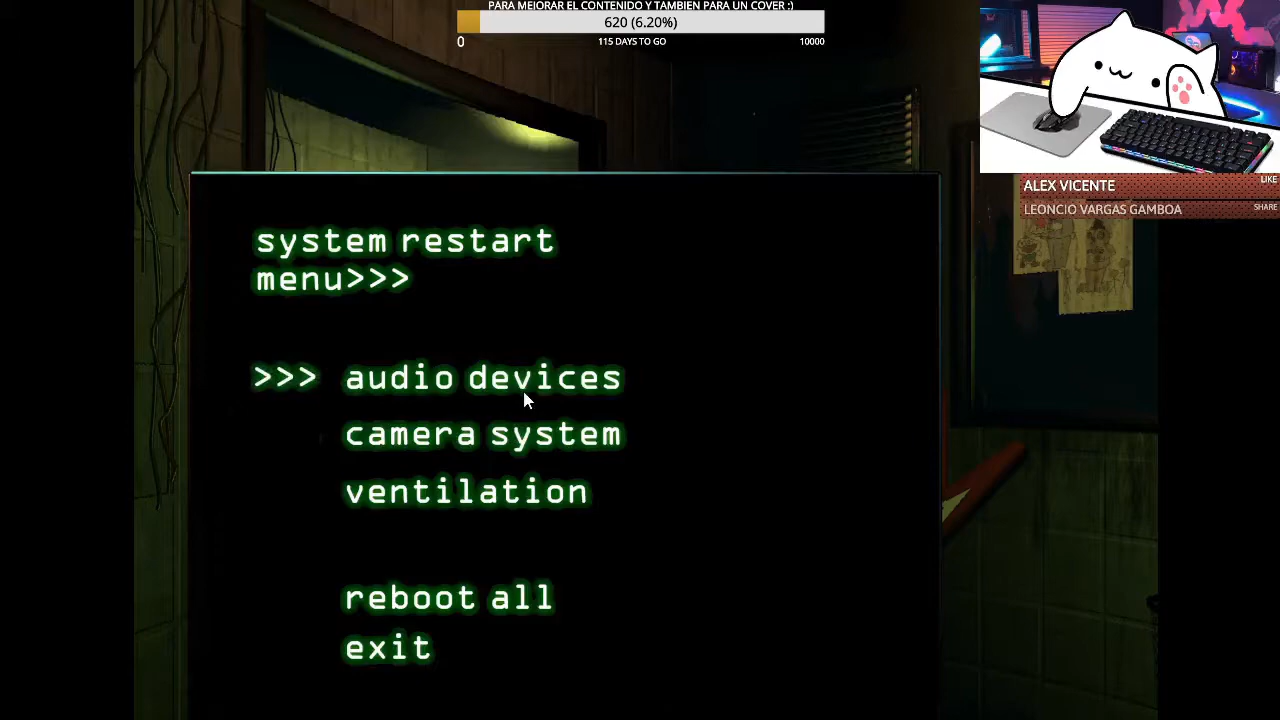 PARA MEJORAR EL CONTENIDO Y TAMBIEN PARA UN COVER :)
620 (6.20%)
0 115 DAYS TO GO 10000
ALEX VICENTE LIKE
LEONCIO VARGAS GAMBOA SHARE
system restart
menu>>>
>>> audio devices
camera system
ventilation
reboot all
exit